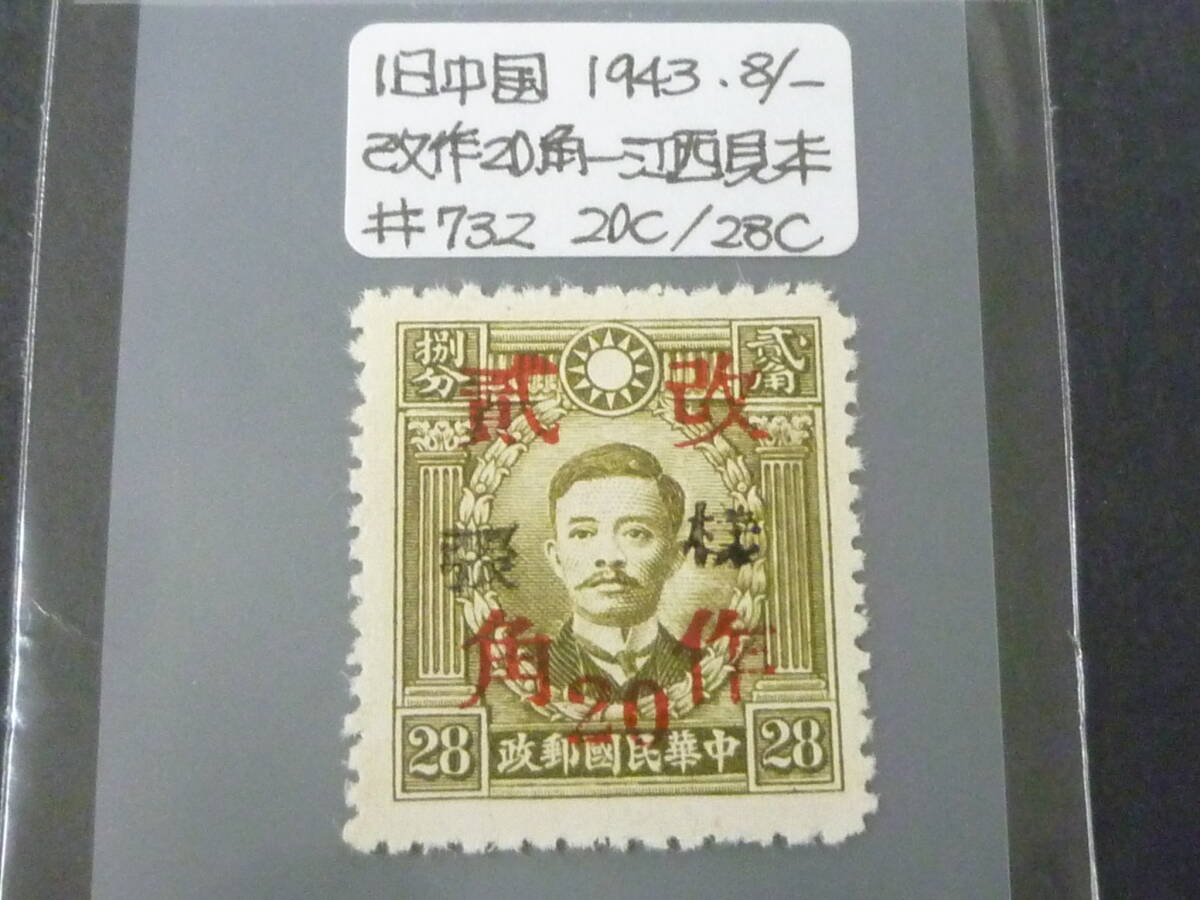 旧中国 1943.8/-
改作20角-江西見本
#732 20C/28C
捌分 貳角
貳 改
張 樣
角 作
20
28 政郵國民華中 28